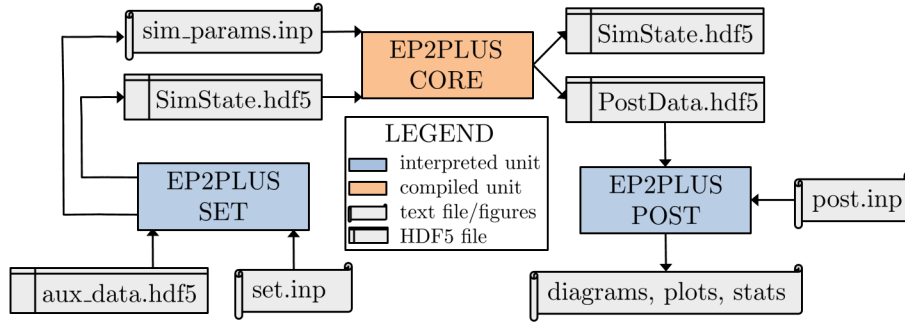 sim_params.inp
SimState.hdf5
EP2PLUS
CORE
SimState.hdf5
PostData.hdf5
LEGEND
interpreted unit
compiled unit
text file/figures
HDF5 file
EP2PLUS
SET
EP2PLUS
POST
post.inp
aux_data.hdf5
set.inp
diagrams, plots, stats